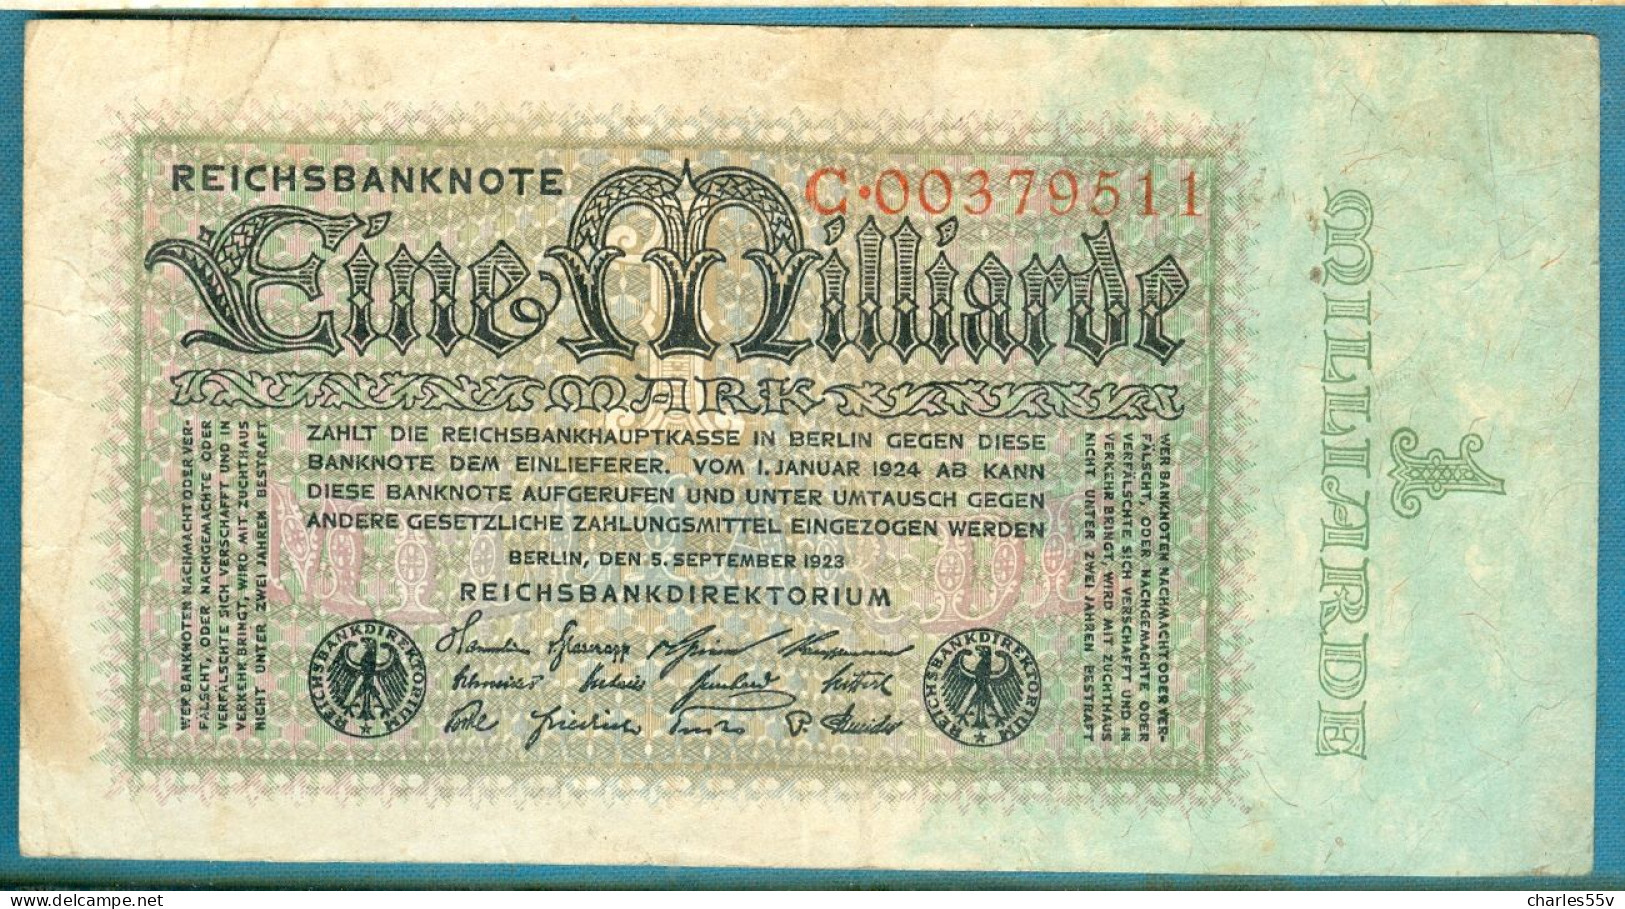 REICHSBANKNOTE
C·00379511
Eine Milliarde
MARK
ZAHLT DIE REICHSBANKHAUPTKASSE IN BERLIN GEGEN DIESE
BANKNOTE DEM EINLIEFERER. VOM 1. JANUAR 1924 AB KANN
DIESE BANKNOTE AUFGERUFEN UND UNTER UMTAUSCH GEGEN
ANDERE GESETZLICHE ZAHLUNGSMITTEL EINGEZOGEN WERDEN
BERLIN, DEN 5. SEPTEMBER 1923
REICHSBANKDIREKTORIUM
WER BANKNOTEN NACHMACHT ODER VER-
FÄLSCHT, ODER NACHGEMACHTE ODER
VERFÄLSCHTE SICH VERSCHAFFT UND IN
VERKEHR BRINGT, WIRD MIT ZUCHTHAUS
NICHT UNTER ZWEI JAHREN BESTRAFT
WER BANKNOTEN NACHMACHT ODER VER-
FÄLSCHT, ODER NACHGEMACHTE ODER
VERFÄLSCHTE SICH VERSCHAFFT UND IN
VERKEHR BRINGT, WIRD MIT ZUCHTHAUS
NICHT UNTER ZWEI JAHREN BESTRAFT
REICHSBANKDIREKTORIUM
REICHSBANKDIREKTORIUM
1
MILLIARDE
charles55v